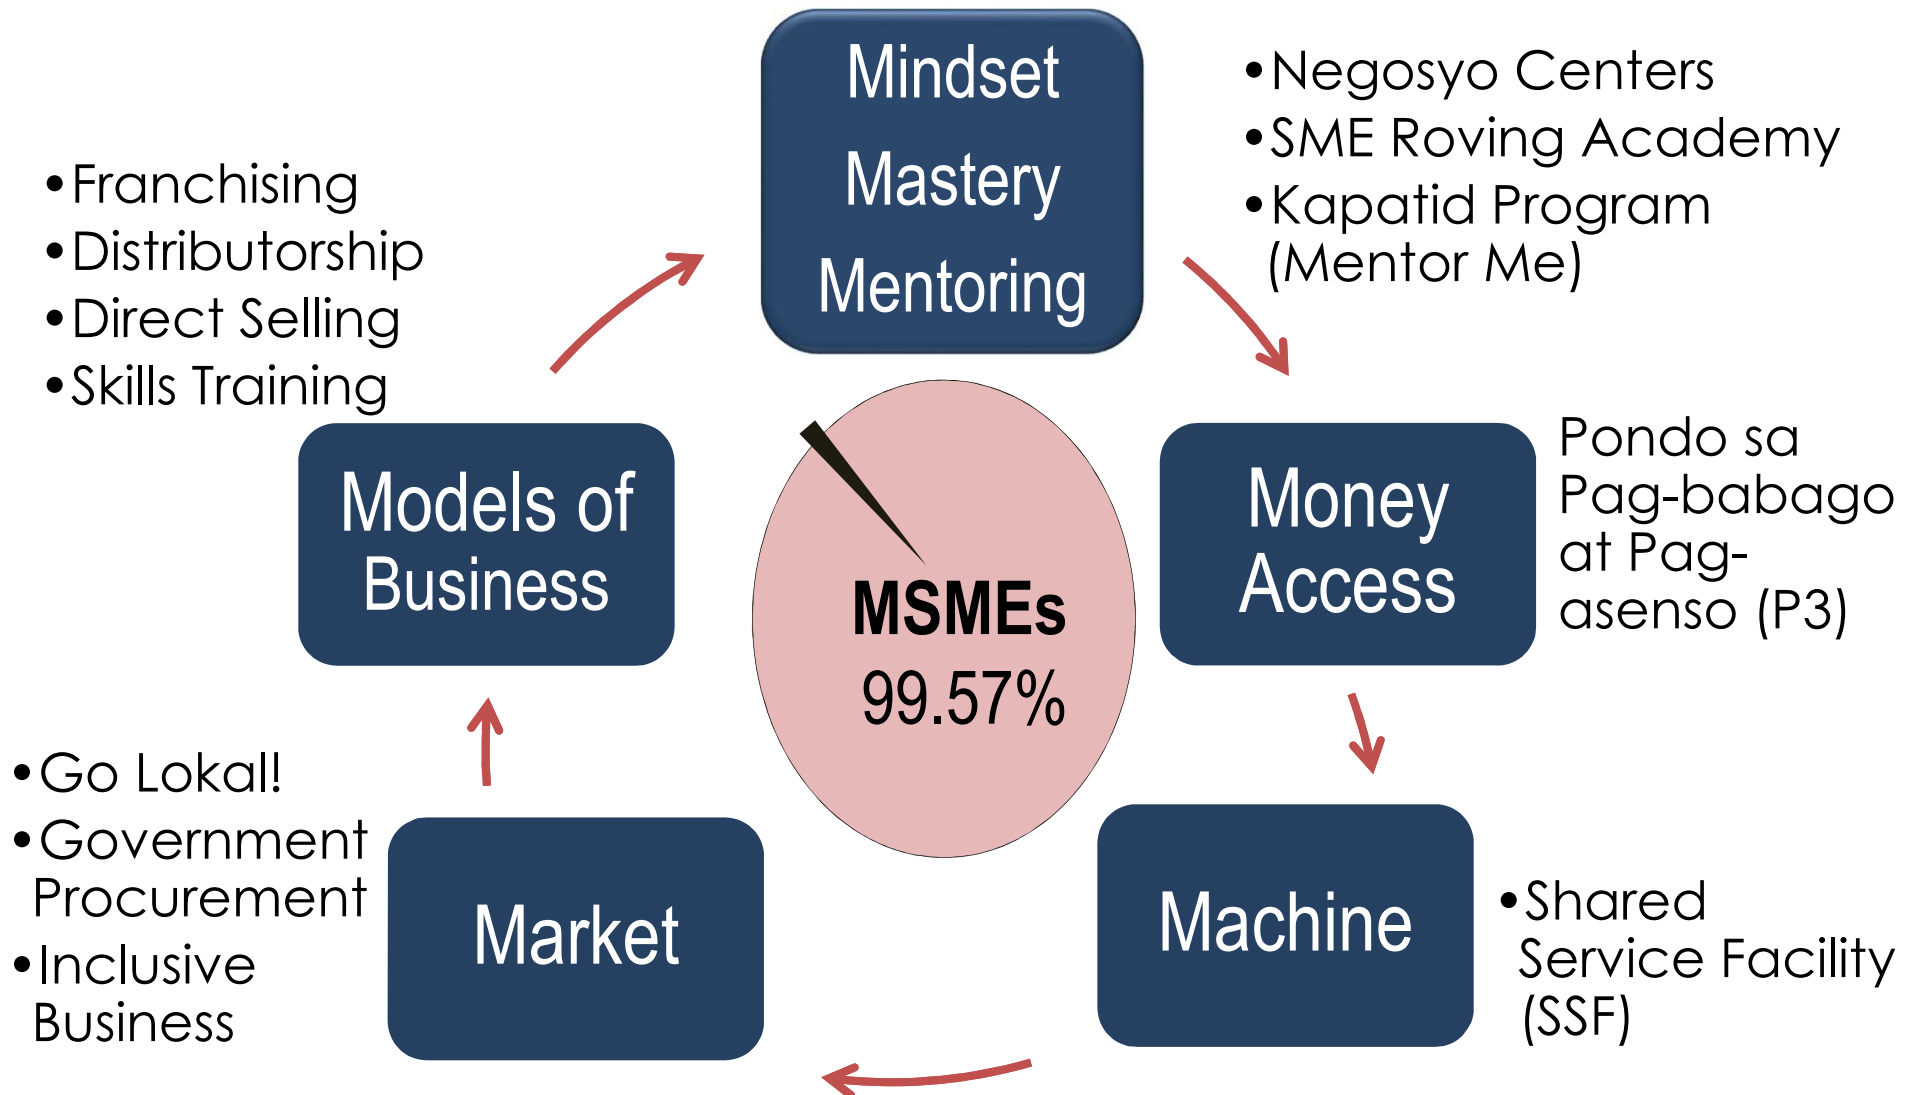 Mindset
Mastery
Mentoring
•Negosyo Centers
•SME Roving Academy
•Kapatid Program
(Mentor Me)
Money
Access
Pondo sa
Pag-babago
at Pag-
asenso (P3)
Machine
•Shared
Service Facility
(SSF)
Market
•Go Lokal!
•Government
Procurement
•Inclusive
Business
Models of
Business
•Franchising
•Distributorship
•Direct Selling
•Skills Training
MSMEs
99.57%